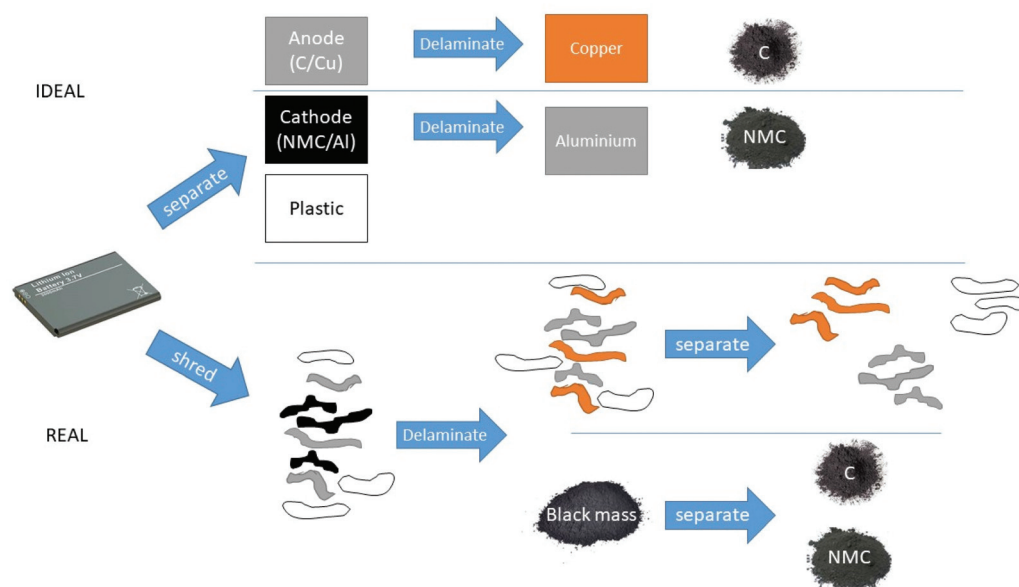 IDEAL
separate
Anode
(C/Cu)
Delaminate
Copper
C
Cathode
(NMC/Al)
Delaminate
Aluminium
NMC
Plastic
Lithium Ion
Battery 3.7V
shred
REAL
Delaminate
separate
Black mass
separate
C
NMC